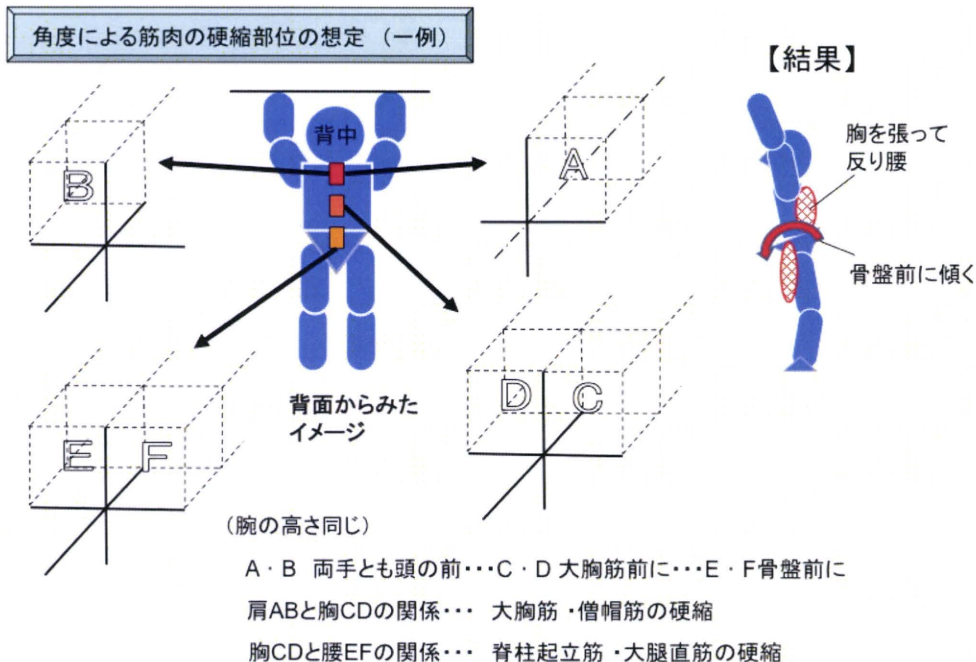 角度による筋肉の硬縮部位の想定 （一例）
【結果】
背中
B
A
胸を張って
反り腰
骨盤前に傾く
D C
E F
背面からみた
イメージ
（腕の高さ同じ）
A・B 両手とも頭の前・・・C・D 大胸筋前に・・・E・F骨盤前に
肩ABと胸CDの関係・・・ 大胸筋・僧帽筋の硬縮
胸CDと腰EFの関係・・・ 脊柱起立筋・大腿直筋の硬縮